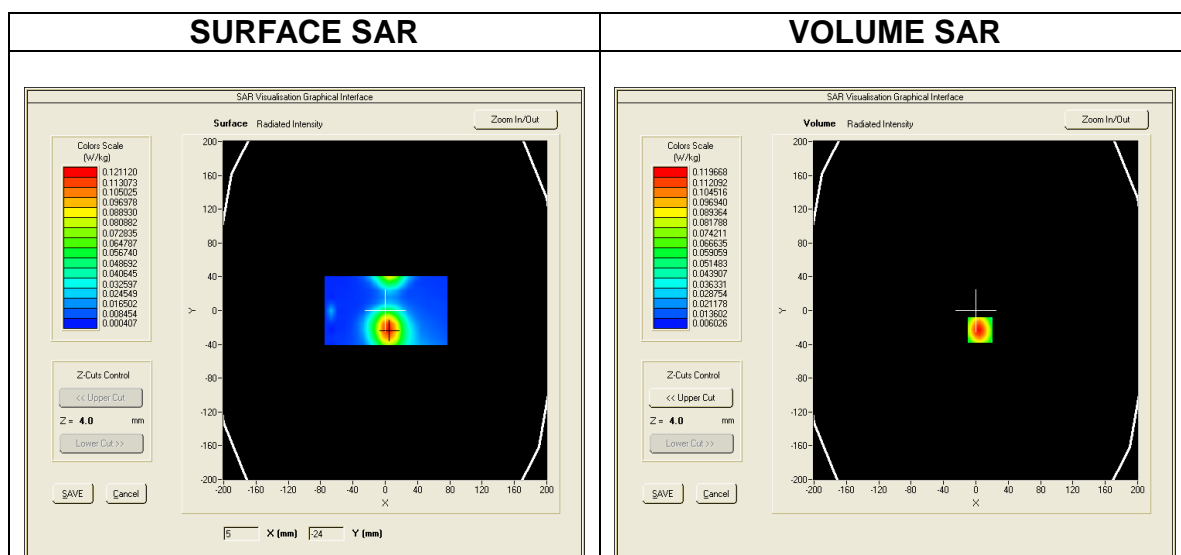 SURFACE SAR
VOLUME SAR
SAR Visualisation Graphical Interface
Surface Radiated Intensity
Zoom In/Out
Colors Scale
(W/kg)
0.121120
0.113073
0.105025
0.096978
0.088930
0.080882
0.072835
0.064787
0.056740
0.048692
0.040645
0.032597
0.024549
0.016502
0.008454
0.000407
Z-Cuts Control
<< Upper Cut
Z = 4.0 mm
Lower Cut >>
SAVE Cancel
Y
200
160
120
80
40
0
-40
-80
-120
-160
-200
-200 -160 -120 -80 -40 0 40 80 120 160 200
X
5 X (mm) -24 Y (mm)
SAR Visualisation Graphical Interface
Volume Radiated Intensity
Zoom In/Out
Colors Scale
(W/kg)
0.119668
0.112092
0.104516
0.096940
0.089364
0.081788
0.074211
0.066635
0.059059
0.051483
0.043907
0.036331
0.028754
0.021178
0.013602
0.006026
Z-Cuts Control
<< Upper Cut
Z = 4.0 mm
Lower Cut >>
SAVE Cancel
Y
200
160
120
80
40
0
-40
-80
-120
-160
-200
-200 -160 -120 -80 -40 0 40 80 120 160 200
X